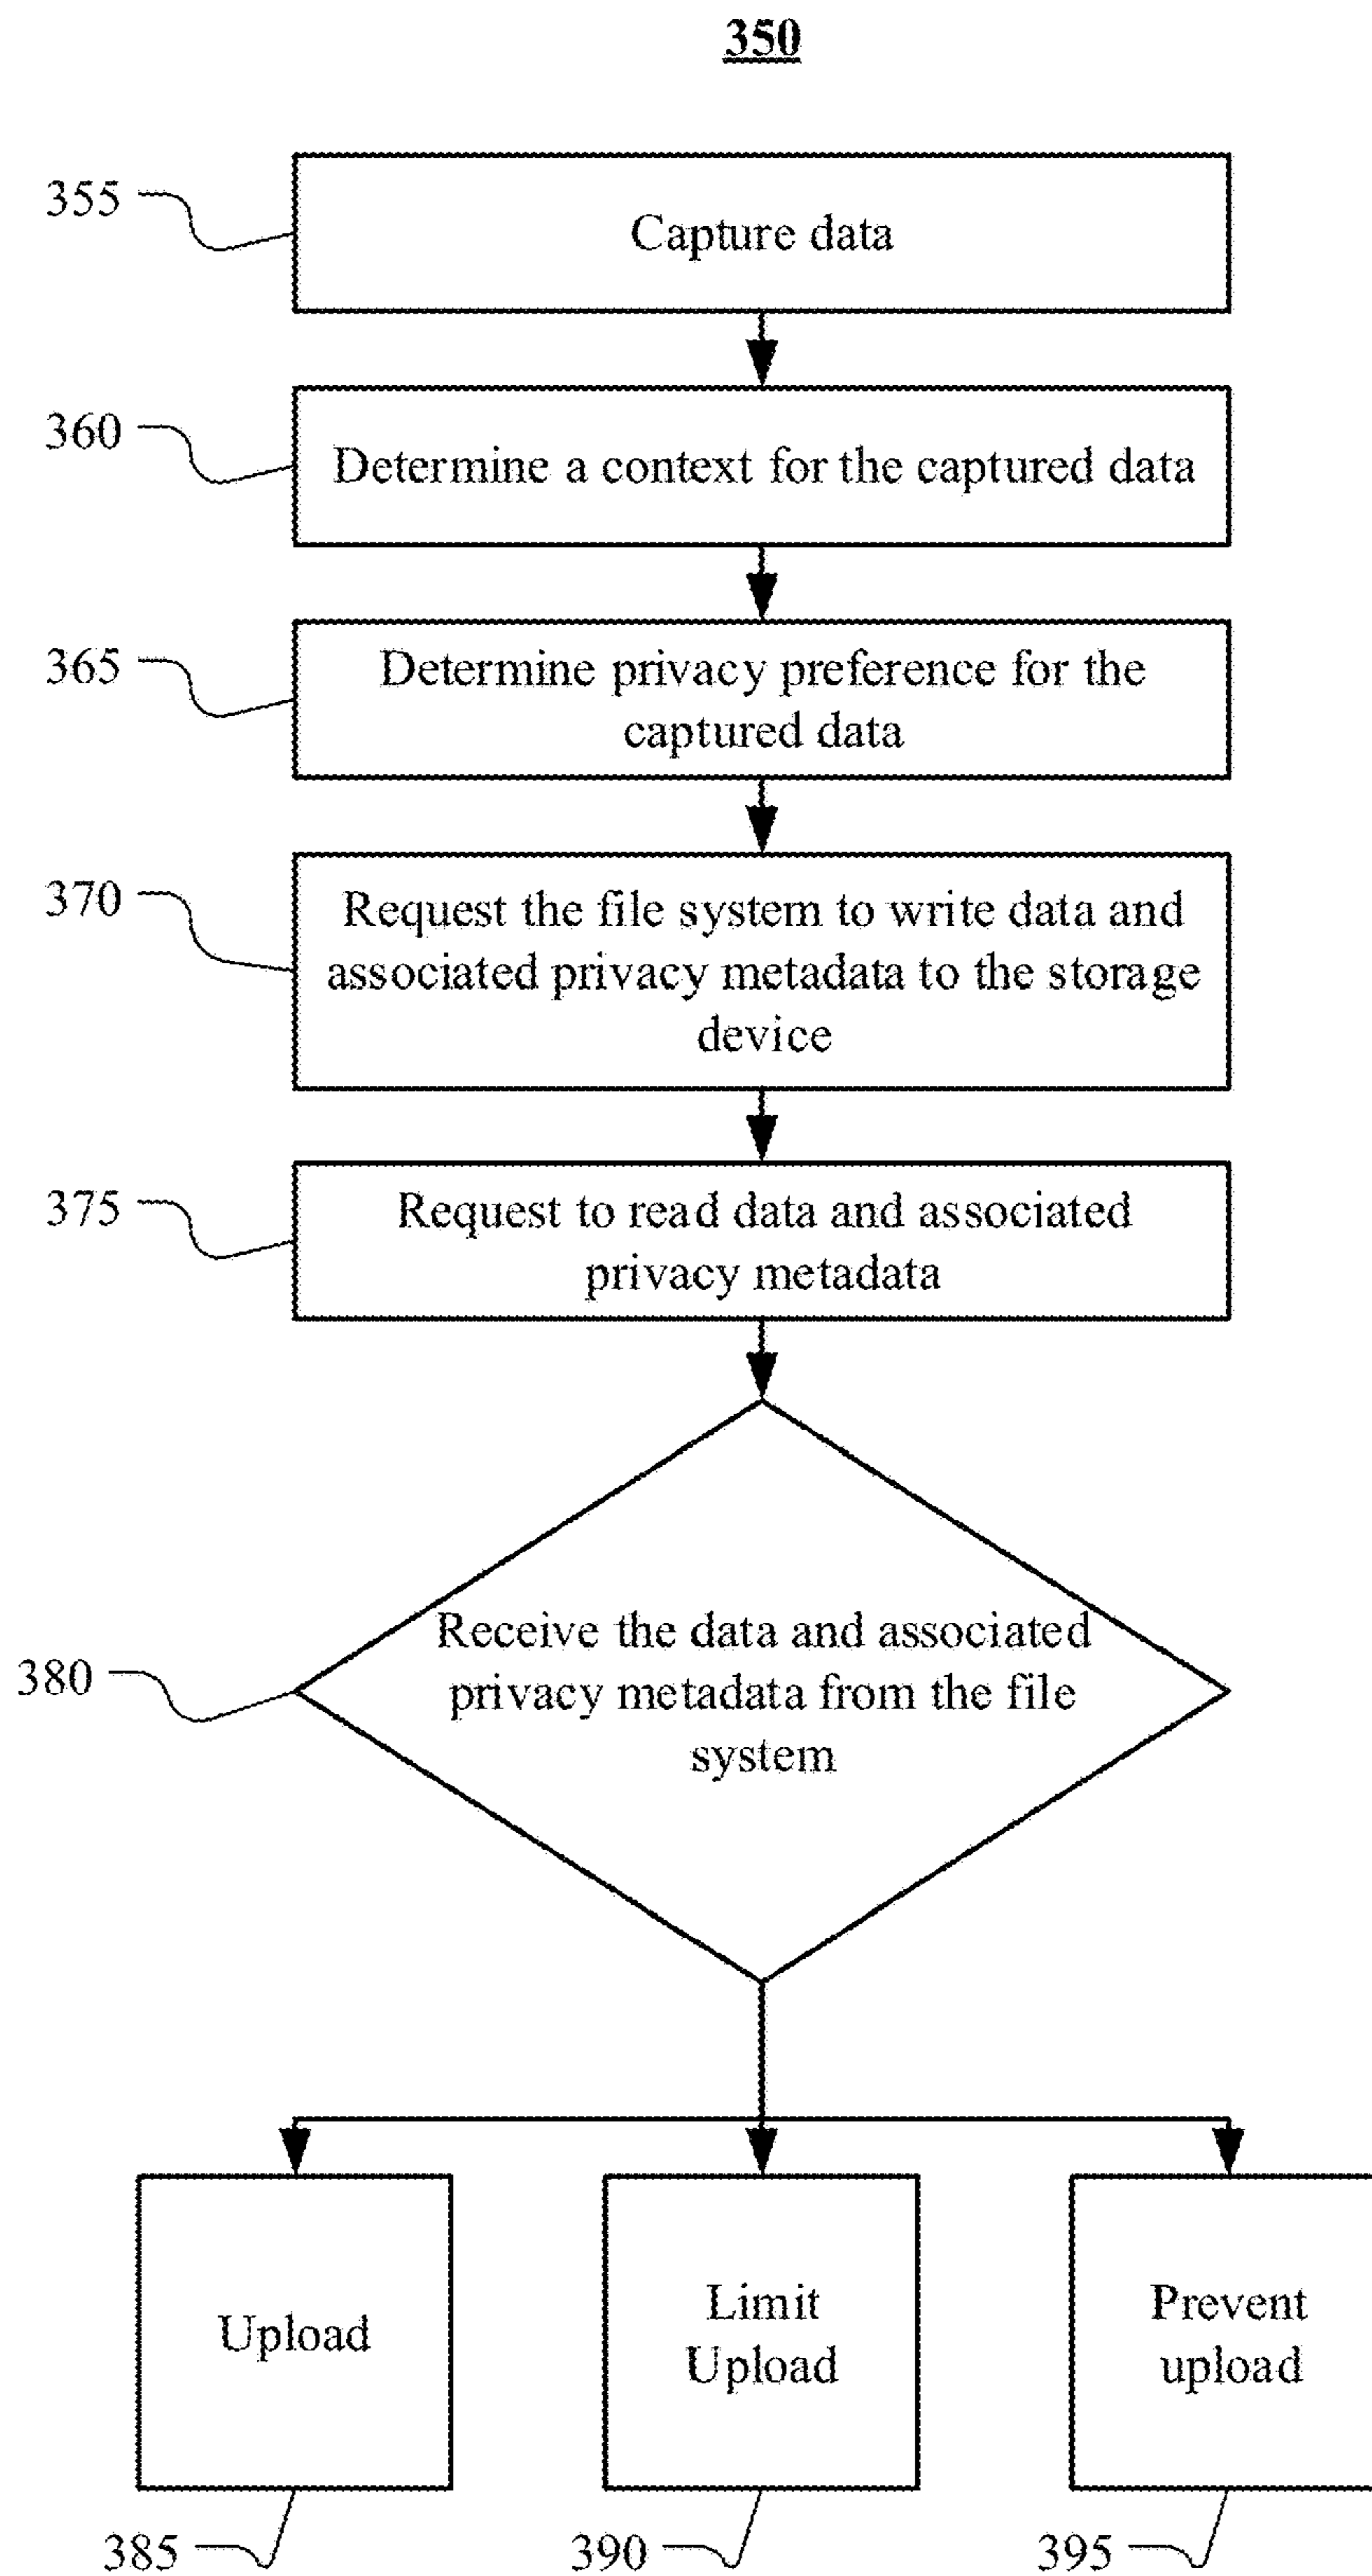 350
355
Capture data
360
Determine a context for the captured data
365
Determine privacy preference for the
captured data
370
Request the file system to write data and
associated privacy metadata to the storage
device
375
Request to read data and associated
privacy metadata
380
Receive the data and associated
privacy metadata from the file
system
Upload
Limit
Upload
Prevent
upload
385
390
395